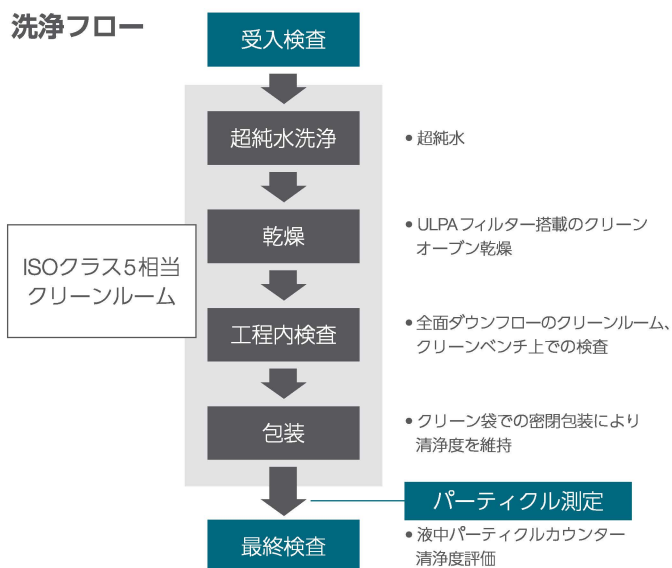 洗浄フロー
受入検査
超純水洗浄
• 超純水
乾燥
• ULPAフィルター搭載のクリーン
オーブン乾燥
ISOクラス5相当
クリーンルーム
工程内検査
• 全面ダウンフローのクリーンルーム、
クリーンベンチ上での検査
包装
• クリーン袋での密閉包装により
清浄度を維持
パーティクル測定
• 液中パーティクルカウンター
清浄度評価
最終検査